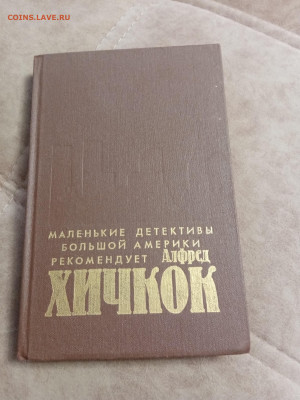 COINS.LAVE.RU
МАЛЕНЬКИЕ ДЕТЕКТИВЫ
БОЛЬШОЙ АМЕРИКИ
РЕКОМЕНДУЕТ Алфред
ХИЧКОК